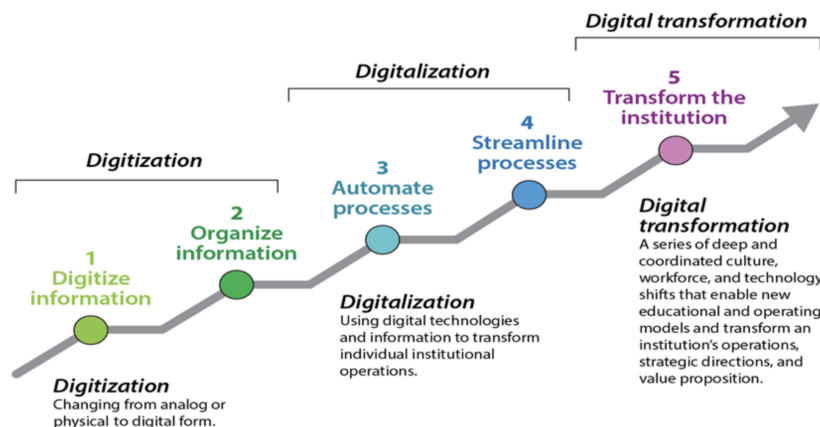 Digital transformation
Digitalization
Digitization
1
Digitize
information
2
Organize
information
3
Automate
processes
4
Streamline
processes
5
Transform the
institution
Digitization
Changing from analog or
physical to digital form.
Digitalization
Using digital technologies
and information to transform
individual institutional
operations.
Digital
transformation
A series of deep and
coordinated culture,
workforce, and technology
shifts that enable new
educational and operating
models and transform an
institution's operations,
strategic directions, and
value proposition.